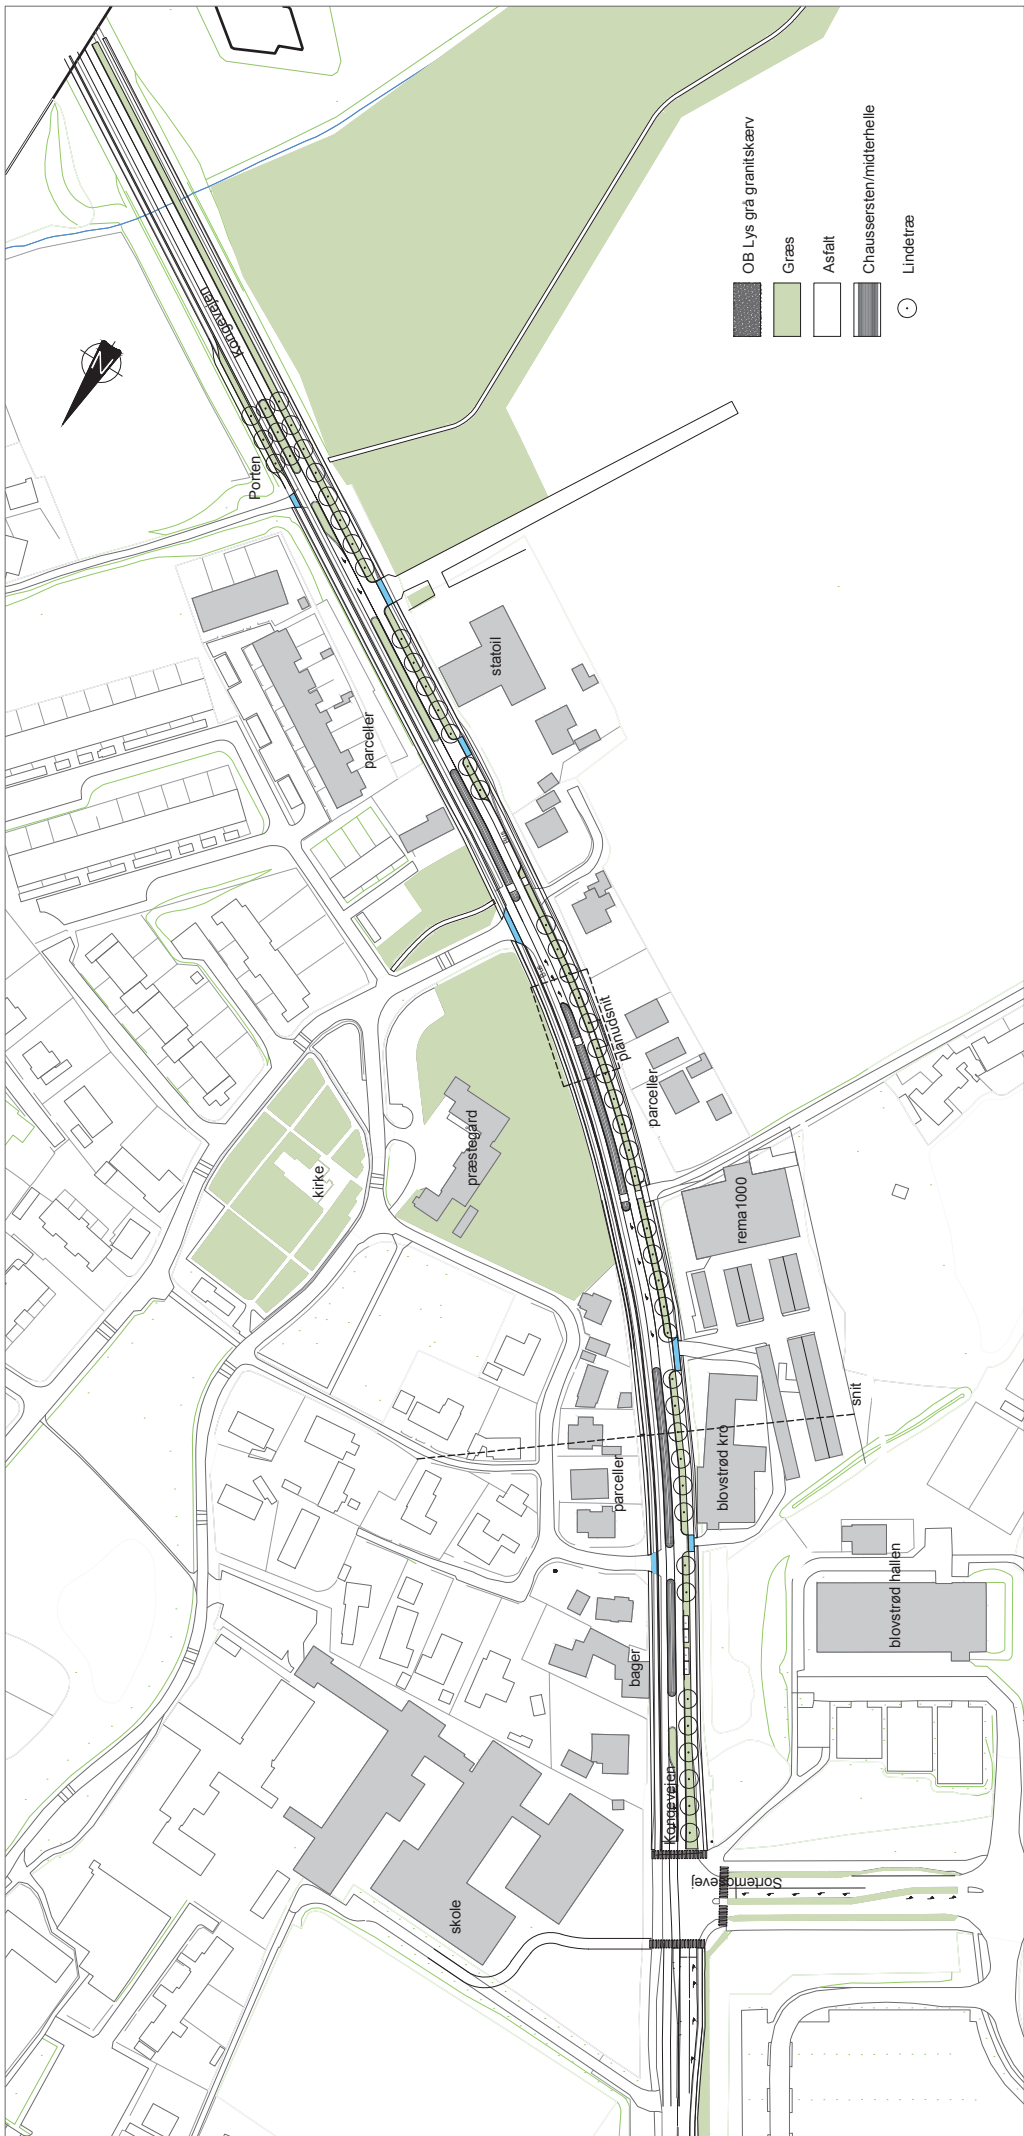 Kongevejen
N
Porten
OB Lys grå granitskærv
Græs
Asfalt
Chaussersten/midterhelle
Lindetræ
statoil
parceller
planudsnit
parceller
præstegård
kirke
rema1000
snit
parceller
blovstrød kro
blovstrød hallen
bager
Kongevejen
Sortemosevej
skole